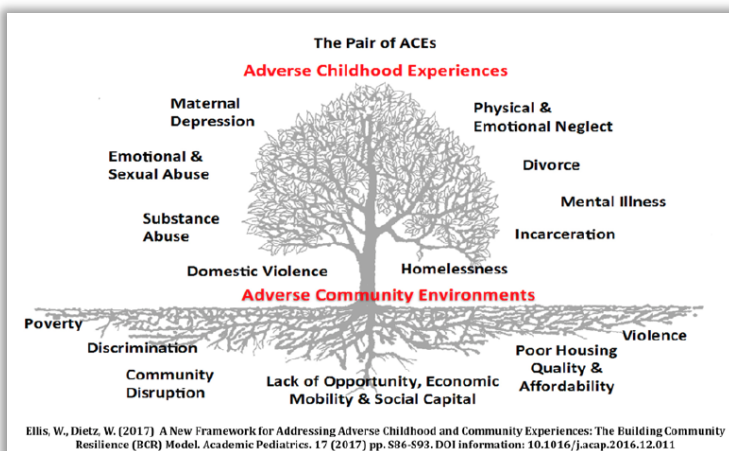 The Pair of ACEs
Adverse Childhood Experiences
Maternal
Depression
Physical &
Emotional Neglect
Emotional &
Sexual Abuse
Divorce
Mental Illness
Substance
Abuse
Incarceration
Domestic Violence
Homelessness
Adverse Community Environments
Poverty
Violence
Discrimination
Poor Housing
Quality &
Affordability
Community
Disruption
Lack of Opportunity, Economic
Mobility & Social Capital
Ellis, W., Dietz, W. (2017) A New Framework for Addressing Adverse Childhood and Community Experiences: The Building Community
Resilience (BCR) Model. Academic Pediatrics. 17 (2017) pp. S86-S93. DOI information: 10.1016/j.acap.2016.12.011